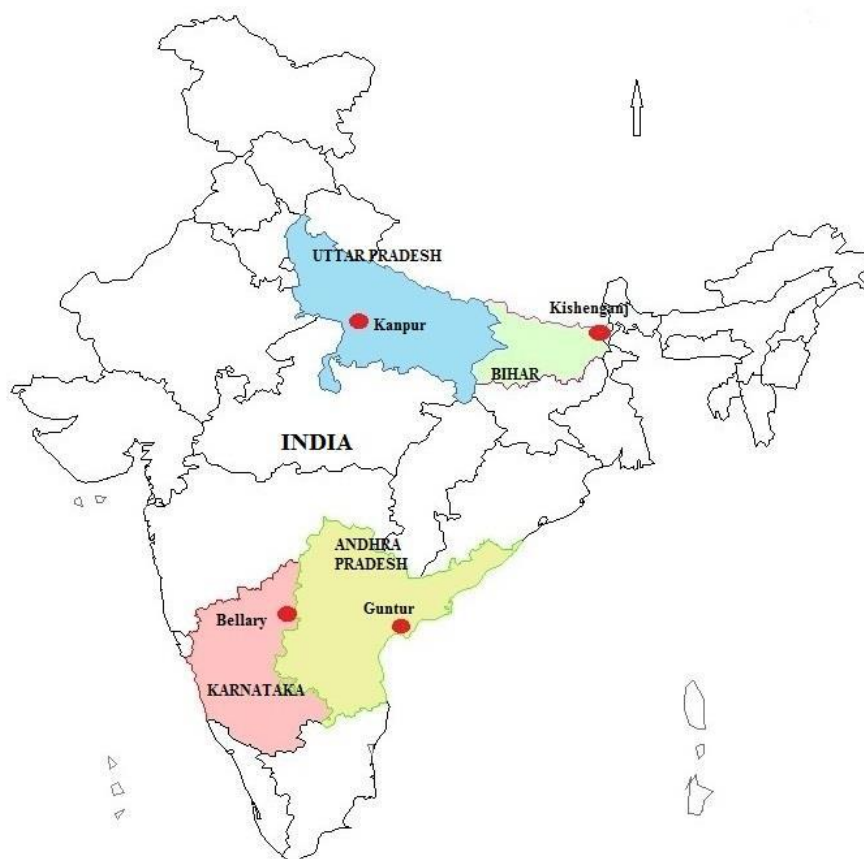 UTTAR PRADESH
Kishenganj
Kanpur
BIHAR
INDIA
ANDHRA
PRADESH
Guntur
Bellary
KARNATAKA